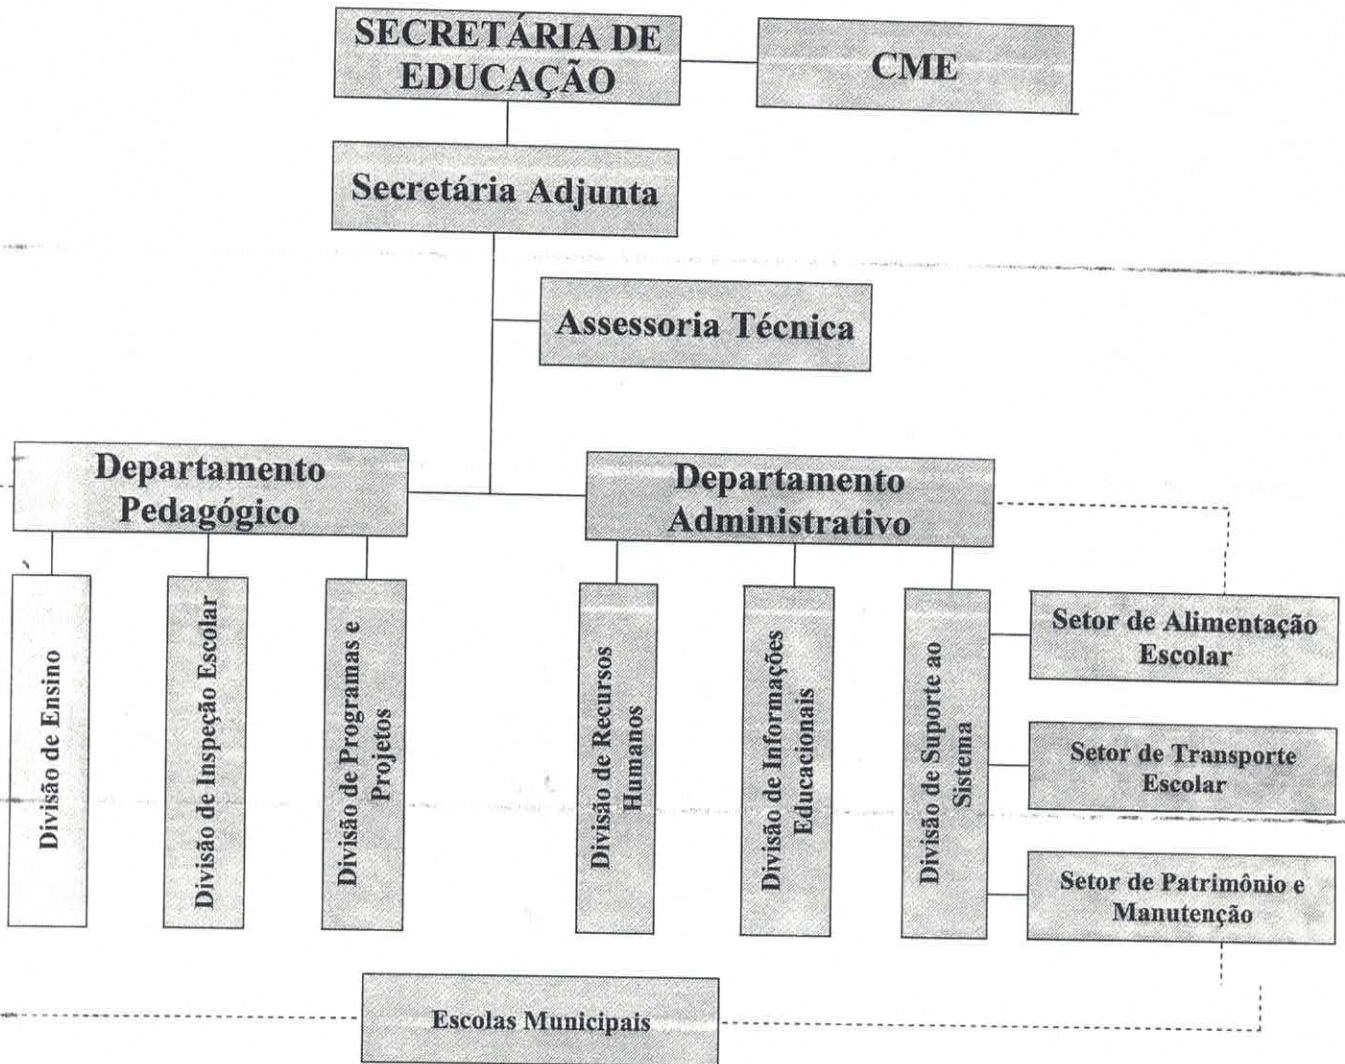 SECRETÁRIA DE
EDUCAÇÃO
CME
Secretária Adjunta
Assessoria Técnica
Departamento
Pedagógico
Departamento
Administrativo
Divisão de Ensino
Divisão de Inspeção Escolar
Divisão de Programas e
Projetos
Divisão de Recursos
Humanos
Divisão de Informações
Educacionais
Divisão de Suporte ao
Sistema
Setor de Alimentação
Escolar
Setor de Transporte
Escolar
Setor de Patrimônio e
Manutenção
Escolas Municipais